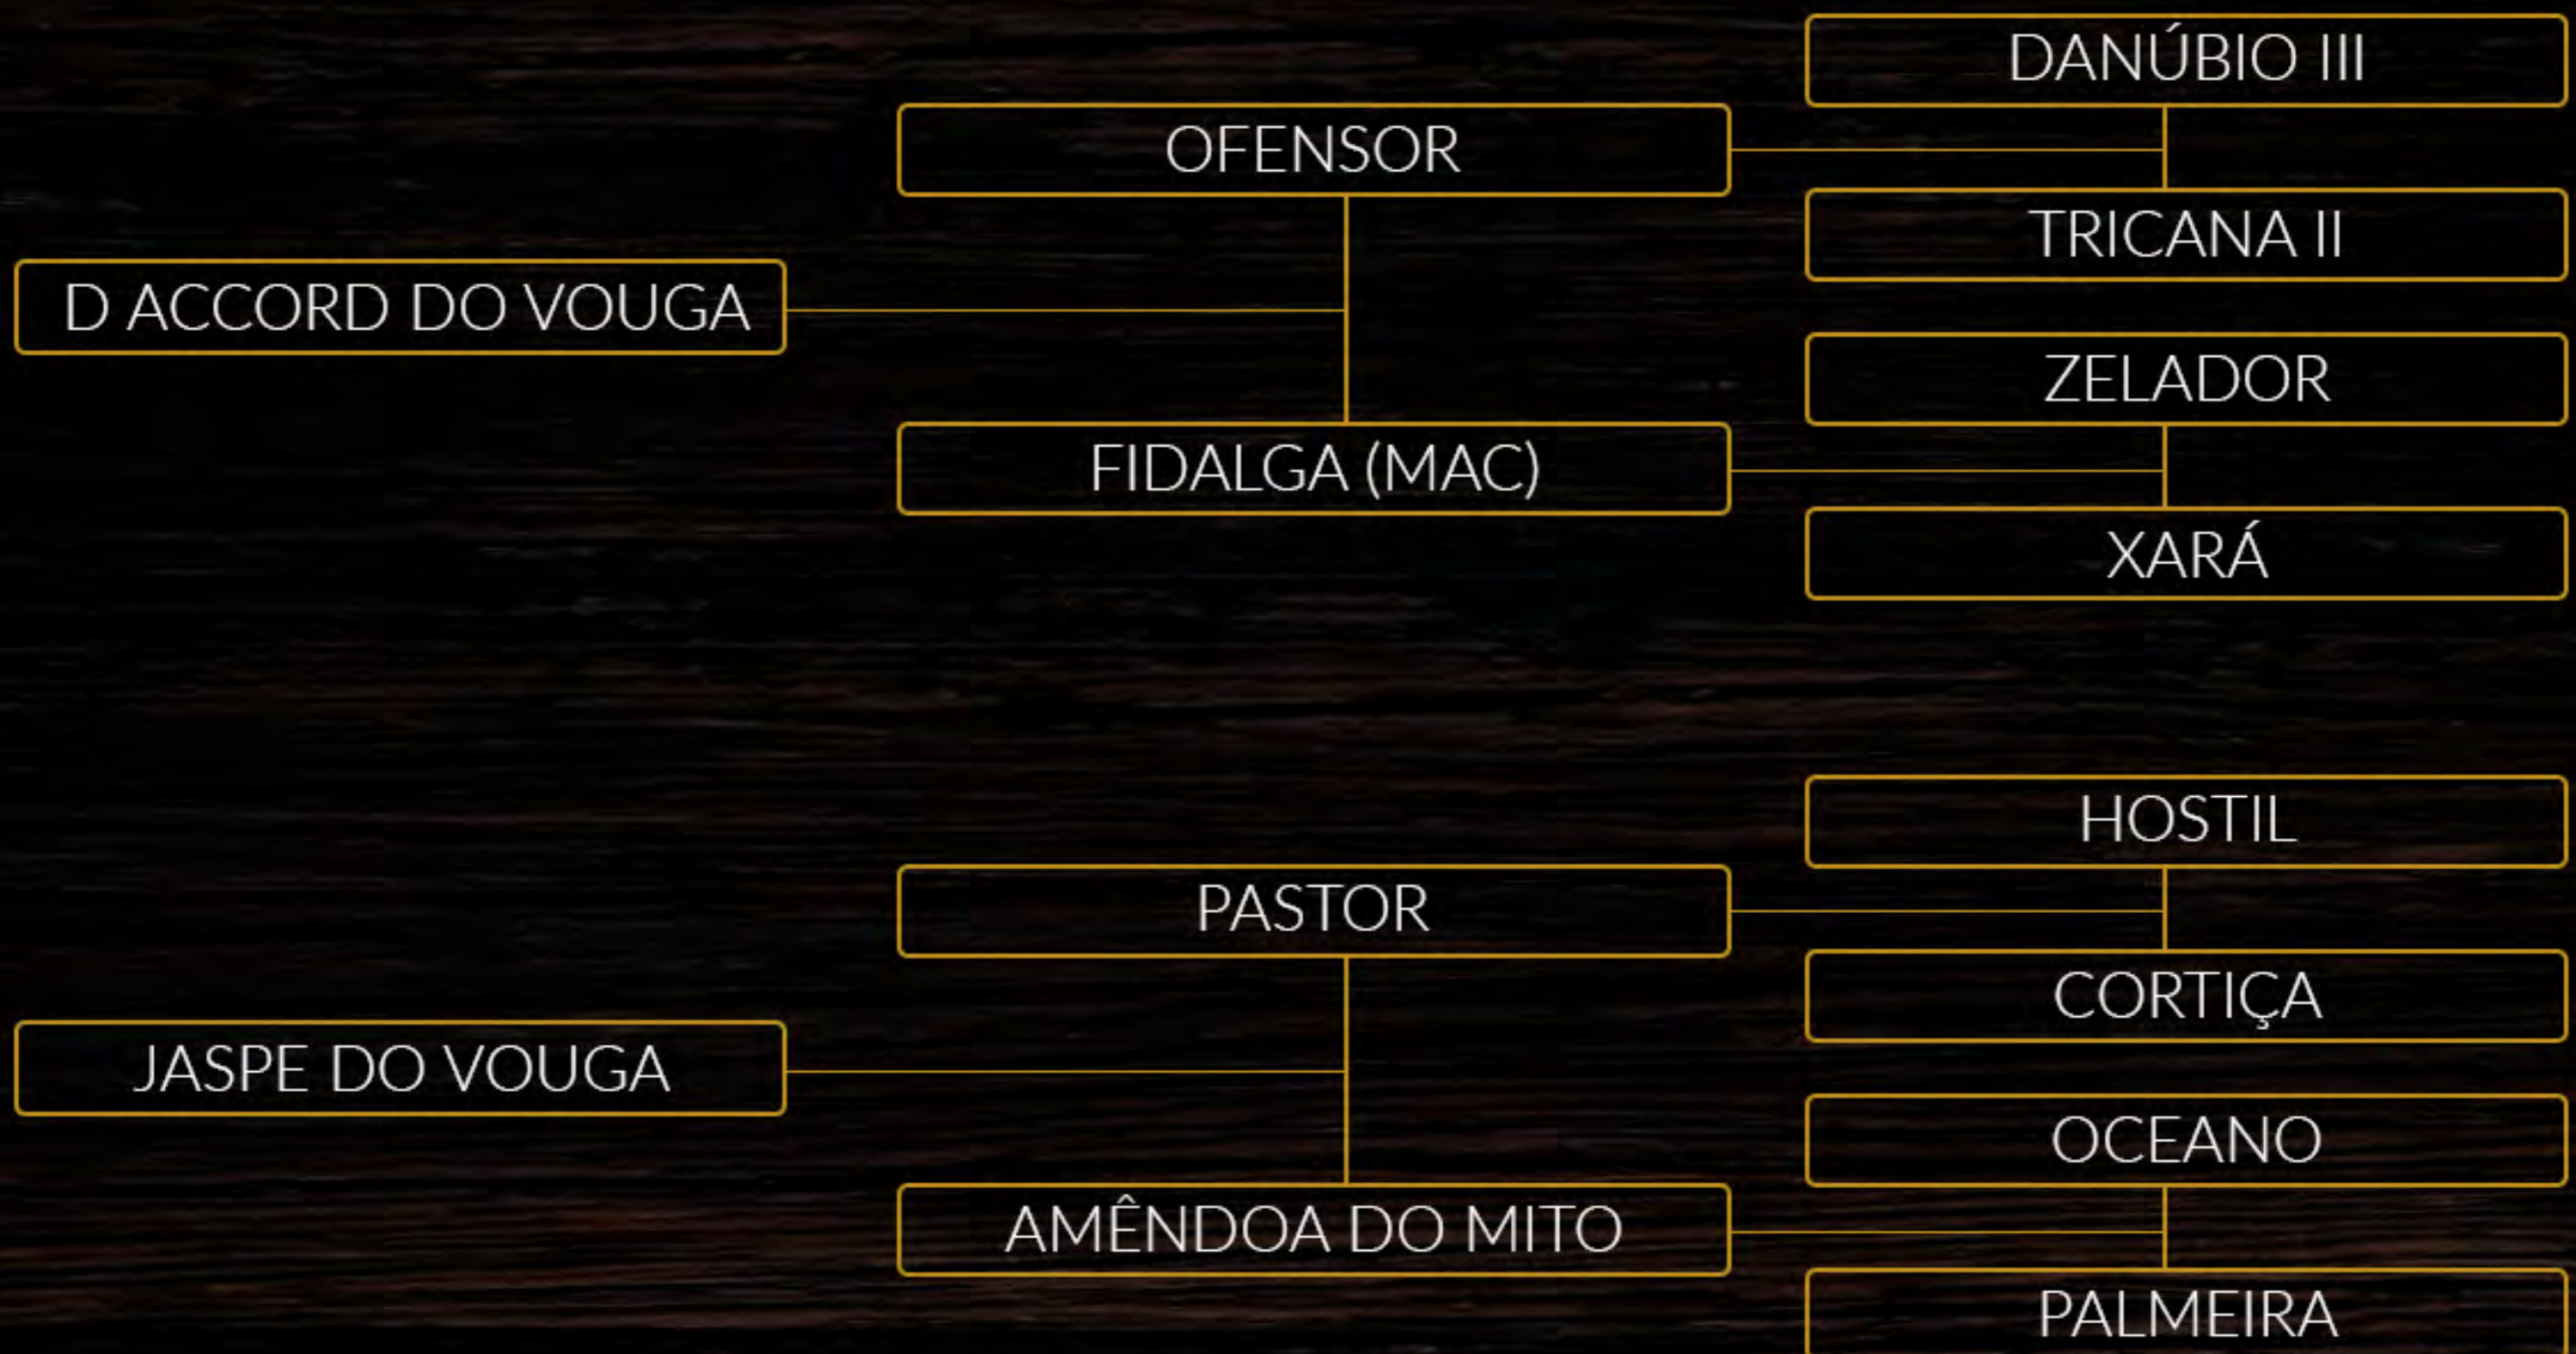 DANÚBIO III
OFENSOR
TRICANA II
D ACCORD DO VOUGA
ZELADOR
FIDALGA (MAC)
XARÁ
HOSTIL
PASTOR
CORTIÇA
JASPE DO VOUGA
OCEANO
AMÊNDOA DO MITO
PALMEIRA